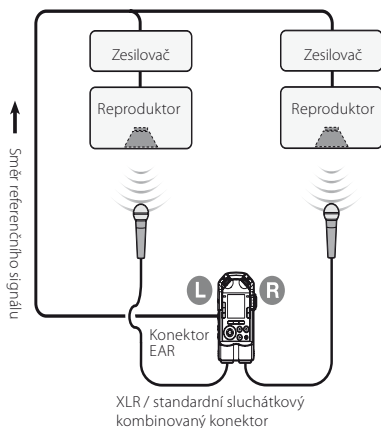 Zesilovač
Zesilovač
Reproduktor
Reproduktor
Směr referenčního signálu
L
R
Konektor
EAR
XLR / standardní sluchátkový
kombinovaný konektor